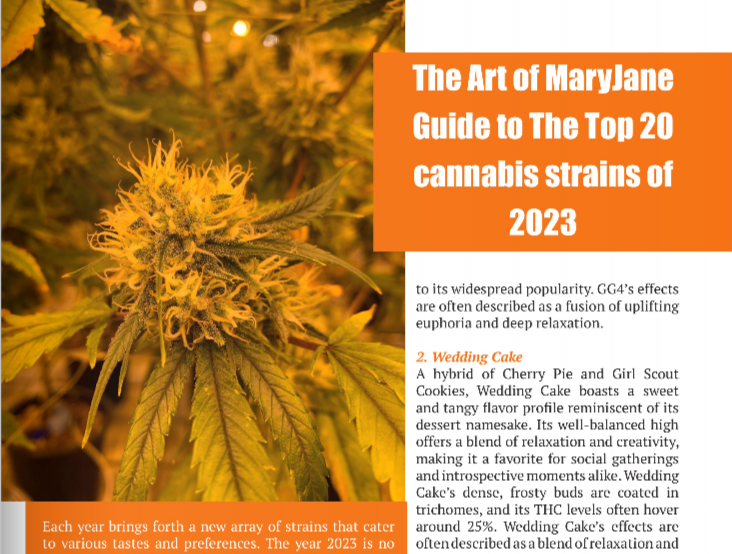 The Art of MaryJane
Guide to The Top 20
cannabis strains of
2023
Each year brings forth a new array of strains that cater
to various tastes and preferences. The year 2023 is no
to its widespread popularity. GG4's effects
are often described as a fusion of uplifting
euphoria and deep relaxation.
2. Wedding Cake
A hybrid of Cherry Pie and Girl Scout
Cookies, Wedding Cake boasts a sweet
and tangy flavor profile reminiscent of its
dessert namesake. Its well-balanced high
offers a blend of relaxation and creativity,
making it a favorite for social gatherings
and introspective moments alike. Wedding
Cake's dense, frosty buds are coated in
trichomes, and its THC levels often hover
around 25%. Wedding Cake's effects are
often described as a blend of relaxation and